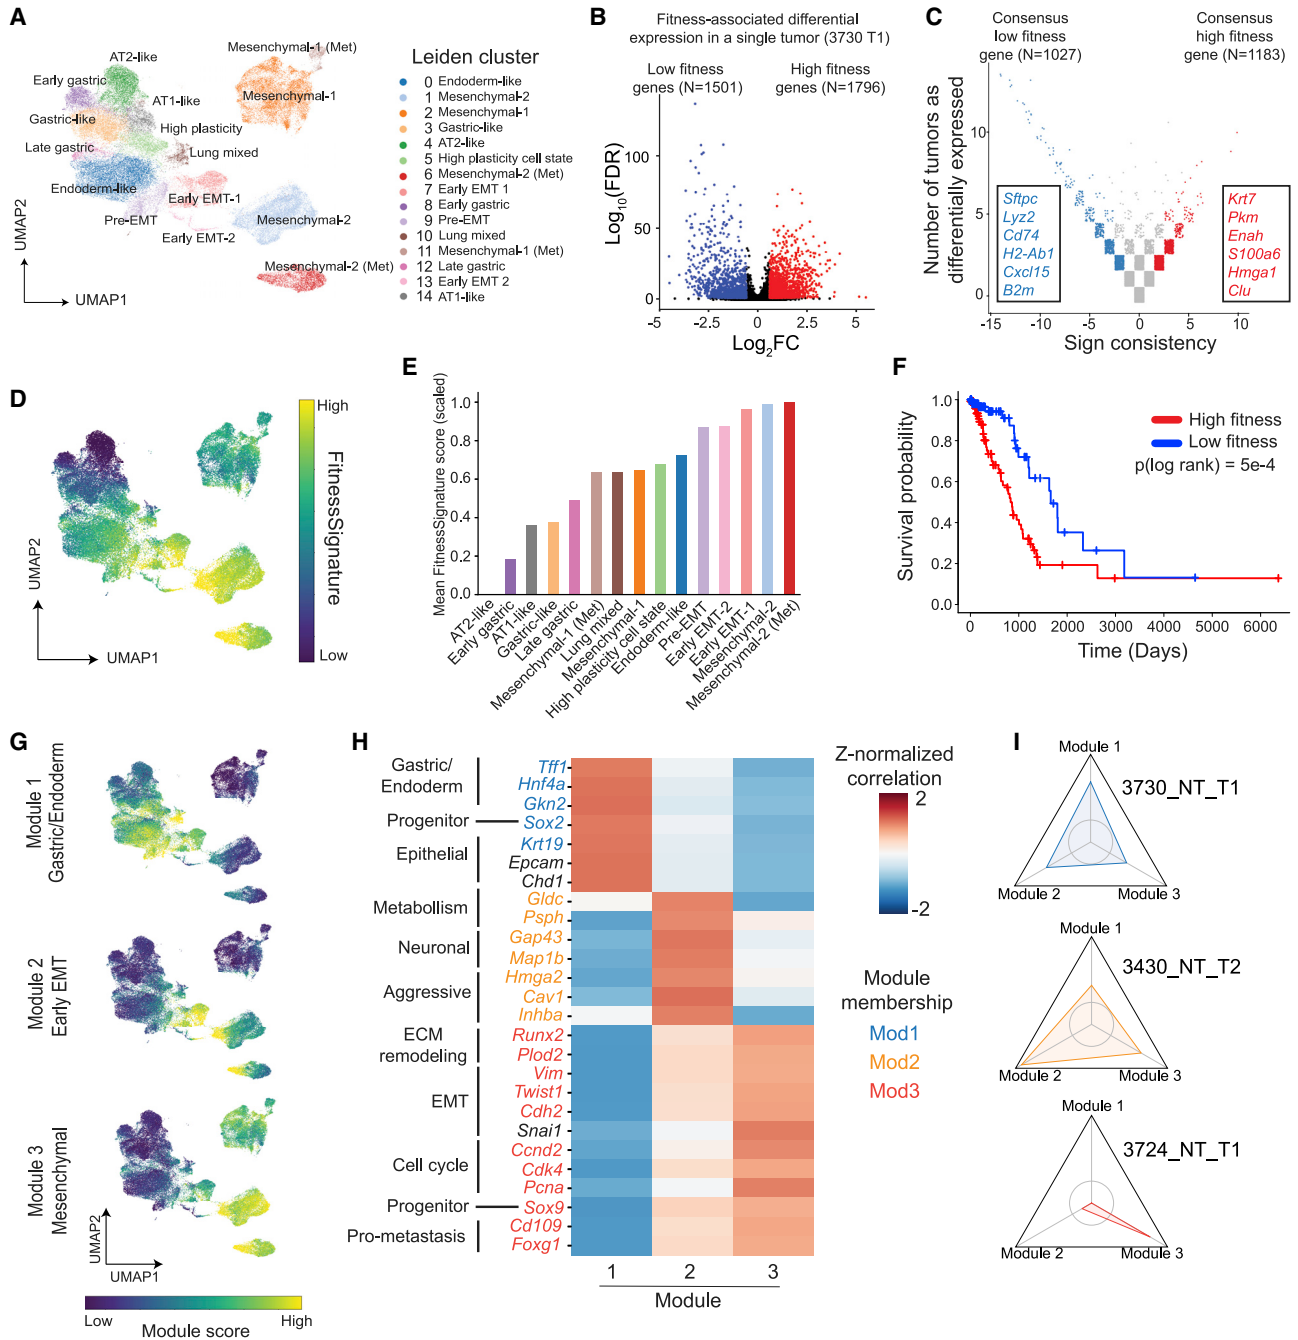 A
AT2-like
Early gastric
AT1-like
Gastric-like
High plasticity
Late gastric
Lung mixed
Endoderm-like
Early EMT-1
Pre-EMT
Early EMT-2
Mesenchymal-1 (Met)
Mesenchymal-1
Mesenchymal-2
Mesenchymal-2 (Met)
UMAP2
UMAP1
Leiden cluster
0 Endoderm-like
1 Mesenchymal-2
2 Mesenchymal-1
3 Gastric-like
4 AT2-like
5 High plasticity cell state
6 Mesenchymal-2 (Met)
7 Early EMT 1
8 Early gastric
9 Pre-EMT
10 Lung mixed
11 Mesenchymal-1 (Met)
12 Late gastric
13 Early EMT 2
14 AT1-like
B
Fitness-associated differential
expression in a single tumor (3730 T1)
Low fitness
genes (N=1501)
High fitness
genes (N=1796)
Log10(FDR)
100
50
0
-5
-2.5
0
2.5
5
Log2FC
C
Consensus
low fitness
gene (N=1027)
Consensus
high fitness
gene (N=1183)
Number of tumors as
differentially expressed
10
5
0
Sftpc
Lyz2
Cd74
H2-Ab1
Cxcl15
B2m
Krt7
Pkm
Enah
S100a6
Hmga1
Clu
-15
-10
-5
0
5
10
Sign consistency
D
UMAP2
UMAP1
High
Low
FitnessSignature
E
Mean FitnessSignature score (scaled)
1.0
0.8
0.6
0.4
0.2
0.0
AT2-like
Early gastric
AT1-like
Gastric-like
Late gastric
Mesenchymal-1 (Met)
Lung mixed
Mesenchymal-1
High plasticity cell state
Endoderm-like
Pre-EMT
Early EMT-2
Early EMT-1
Mesenchymal-2
Mesenchymal-2 (Met)
F
Survival probability
1.0
0.8
0.6
0.4
0.2
0.0
High fitness
Low fitness
p(log rank) = 5e-4
0
1000
2000
3000
4000
5000
6000
Time (Days)
G
Module 1
Gastric/Endoderm
Module 2
Early EMT
Module 3
Mesenchymal
UMAP2
UMAP1
Low
High
Module score
H
Gastric/
Endoderm
Progenitor
Epithelial
Metabolism
Neuronal
Aggressive
ECM
remodeling
EMT
Cell cycle
Progenitor
Pro-metastasis
Tff1
Hnf4a
Gkn2
Sox2
Krt19
Epcam
Chd1
Gldc
Psph
Gap43
Map1b
Hmga2
Cav1
Inhba
Runx2
Plod2
Vim
Twist1
Cdh2
Snai1
Ccnd2
Cdk4
Pcna
Sox9
Cd109
Foxg1
1
2
3
Module
Z-normalized
correlation
2
-2
Module
membership
Mod1
Mod2
Mod3
I
Module 1
3730_NT_T1
Module 2
Module 3
Module 1
3430_NT_T2
Module 2
Module 3
Module 1
3724_NT_T1
Module 2
Module 3